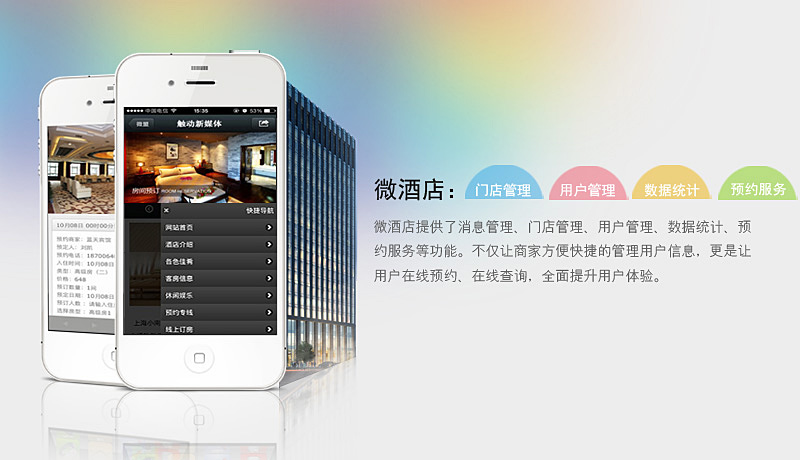 中国电信
15:35
53%
微盟
触动新媒体
房间预订 ROOM RESERVATION
快捷导航
网站首页
酒店介绍
各色佳肴
客房信息
休闲娱乐
预约专线
线上订房
上海小南
10月08日 00时00分
预约商家：蓝天宾馆
预定人：刘凯
预约电话：1870064
入住时间：10月08日
类型：高级房（二）
价格：648
预订数量：1间
预定日期：10月08日
预订人数：请输入住
选择房型：高级房1
微酒店：
门店管理
用户管理
数据统计
预约服务
微酒店提供了消息管理、门店管理、用户管理、数据统计、预
约服务等功能。不仅让商家方便快捷的管理用户信息，更是让
用户在线预约、在线查询，全面提升用户体验。